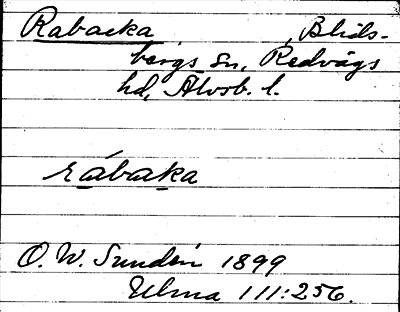 Rabacka, Blids-
bergs sn, Redvägs
hd, Älvsb. l.
rábaka
O. W. Sundén 1899
Ulma 111:256.